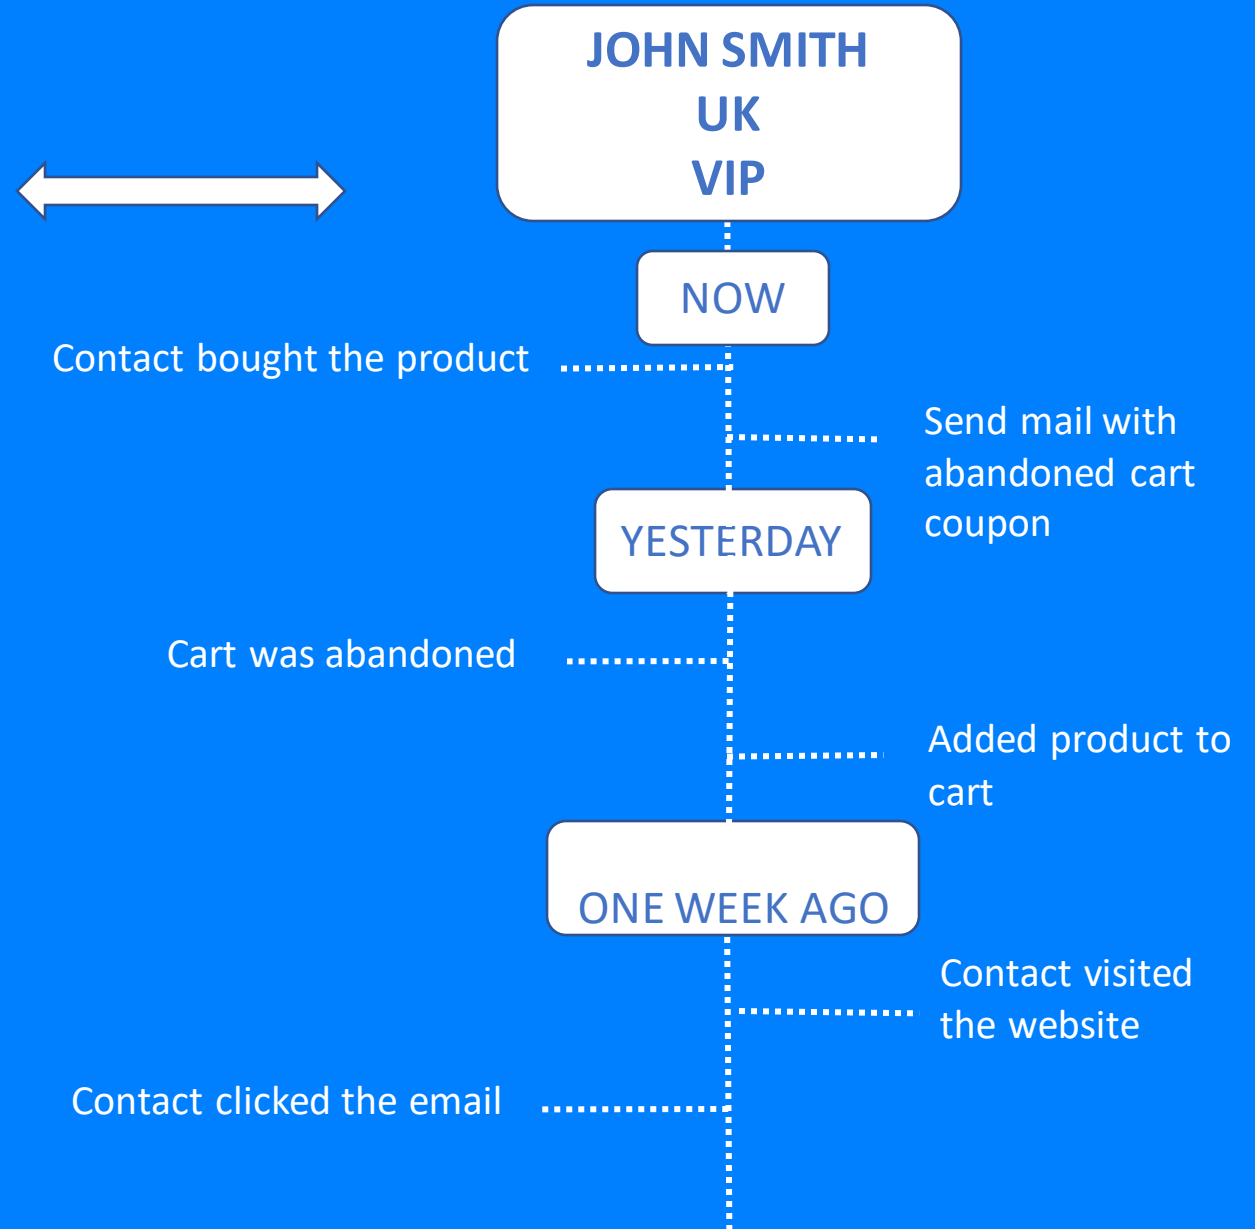 JOHN SMITH
UK
VIP
NOW
Contact bought the product
Send mail with
abandoned cart
coupon
YESTERDAY
Cart was abandoned
Added product to
cart
ONE WEEK AGO
Contact visited
the website
Contact clicked the email